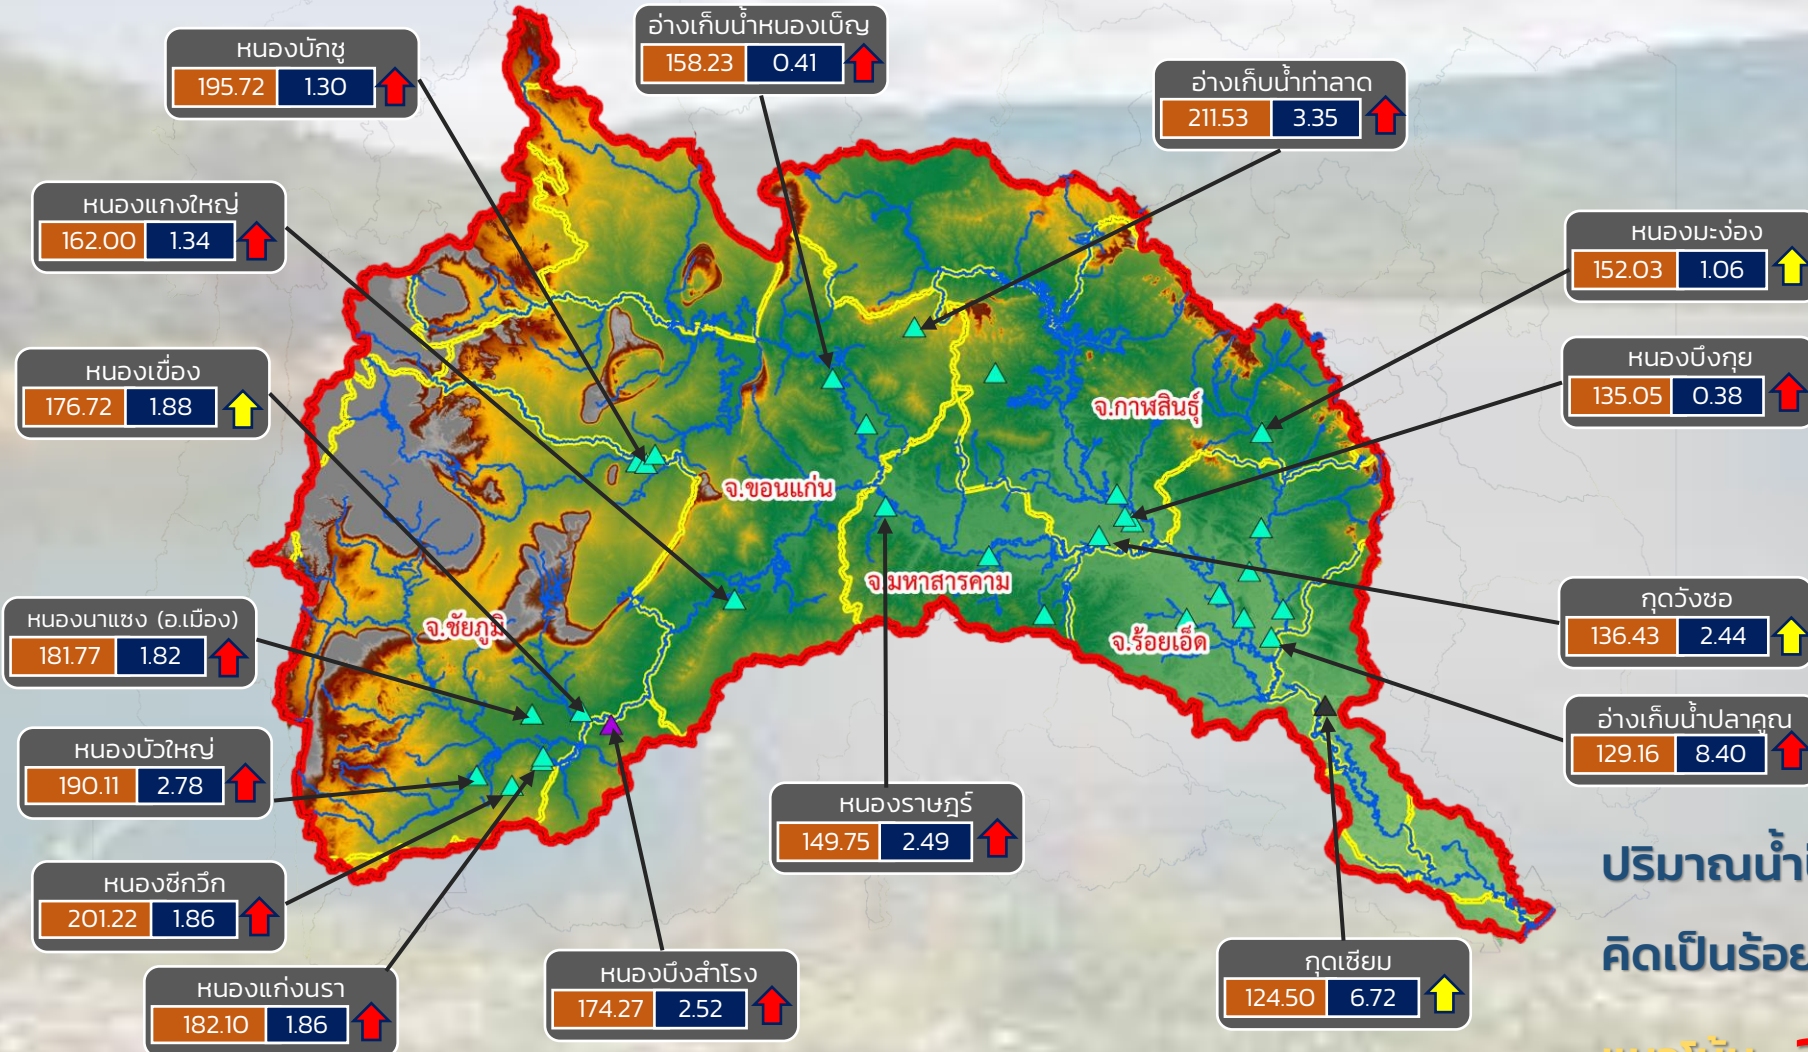 หนองบักชู
195.72 1.30
อ่างเก็บน้ำหนองเบ็ญ
158.23 0.41
อ่างเก็บน้ำท่าลาด
211.53 3.35
หนองแกงใหญ่
162.00 1.34
หนองมะง่อง
152.03 1.06
หนองเขื่อง
176.72 1.88
หนองบึงกุย
135.05 0.38
จ.กาฬสินธุ์
จ.ขอนแก่น
จ.มหาสารคาม
จ.ชัยภูมิ
จ.ร้อยเอ็ด
หนองนาแซง (อ.เมือง)
181.77 1.82
กุดวังซอ
136.43 2.44
อ่างเก็บน้ำปลาคูณ
129.16 8.40
หนองบัวใหญ่
190.11 2.78
หนองราษฎร์
149.75 2.49
หนองซีกวึก
201.22 1.86
หนองแก่งนรา
182.10 1.86
หนองบึงสำโรง
174.27 2.52
กุดเซียม
124.50 6.72
ปริมาณน้ำ
คิดเป็นร้อย